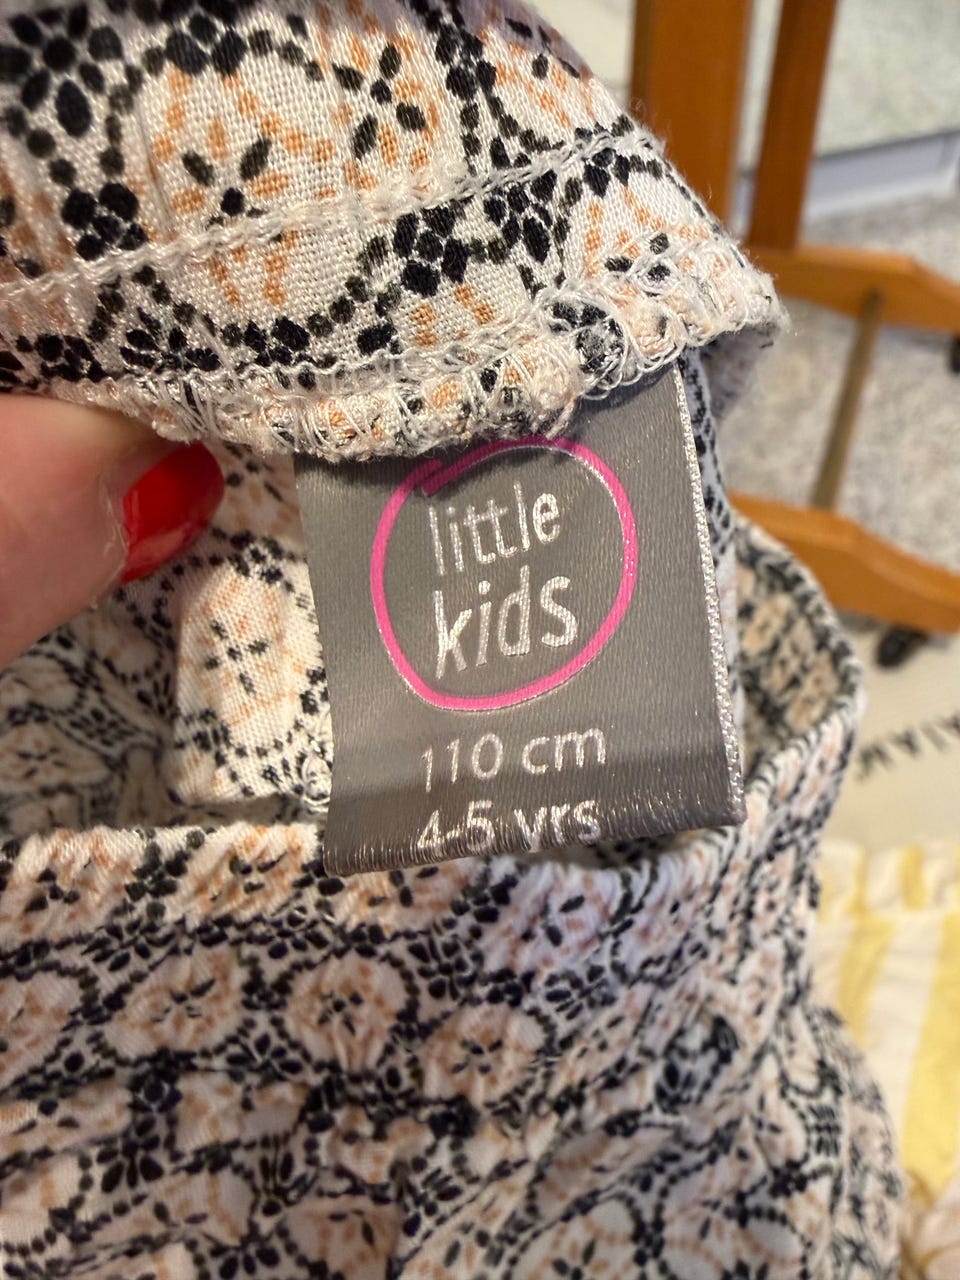 little
kids
110 cm
4-5 yrs